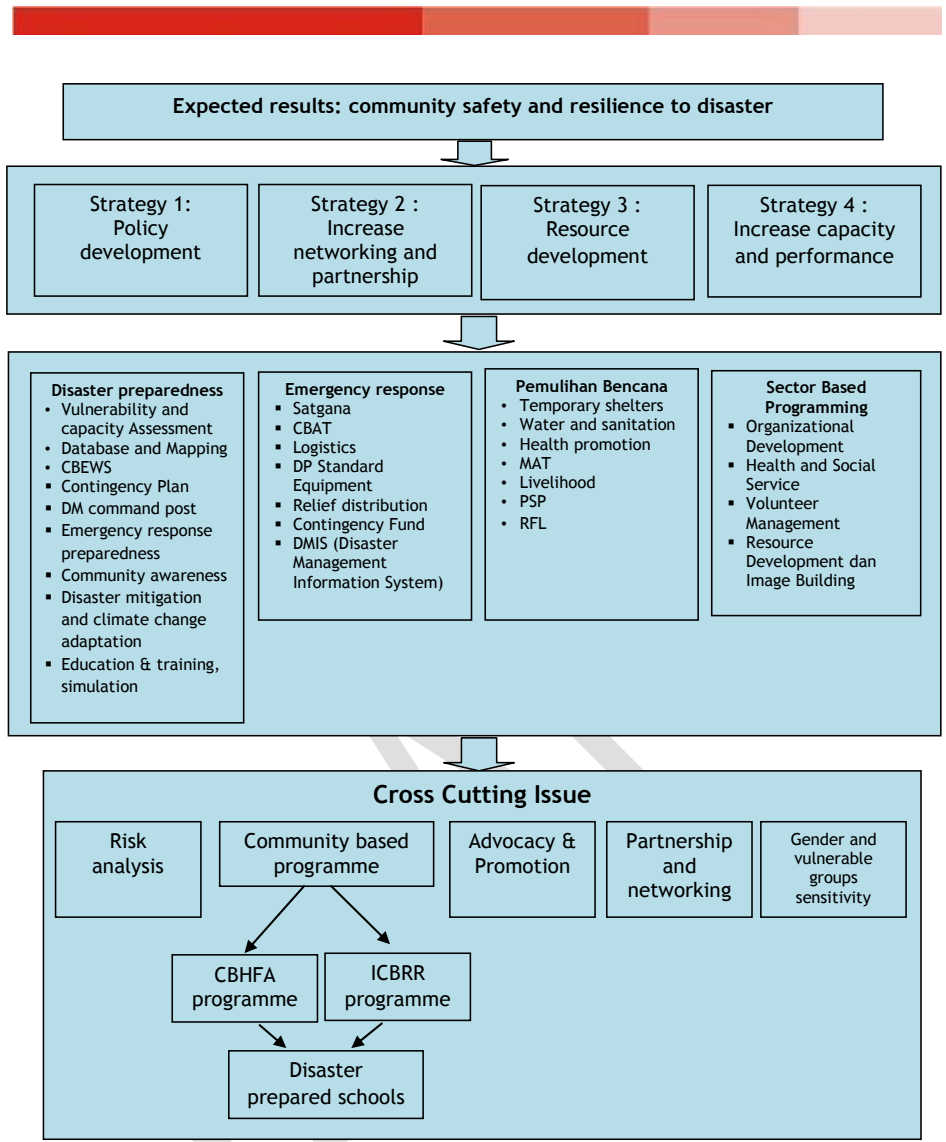 Expected results: community safety and resilience to disaster
Strategy 1:
Policy
development
Strategy 2 :
Increase
networking and
partnership
Strategy 3 :
Resource
development
Strategy 4 :
Increase capacity
and performance
Disaster preparedness
• Vulnerability and
capacity Assessment
• Database and Mapping
• CBEWS
▪ Contingency Plan
▪ DM command post
▪ Emergency response
preparedness
▪ Community awareness
▪ Disaster mitigation
and climate change
adaptation
▪ Education & training,
simulation
Emergency response
▪ Satgana
▪ CBAT
▪ Logistics
▪ DP Standard
Equipment
▪ Relief distribution
▪ Contingency Fund
▪ DMIS (Disaster
Management
Information System)
Pemulihan Bencana
• Temporary shelters
• Water and sanitation
• Health promotion
• MAT
• Livelihood
• PSP
• RFL
Sector Based
Programming
▪ Organizational
Development
▪ Health and Social
Service
▪ Volunteer
Management
▪ Resource
Development dan
Image Building
Cross Cutting Issue
Risk
analysis
Community based
programme
Advocacy &
Promotion
Partnership
and
networking
Gender and
vulnerable
groups
sensitivity
CBHFA
programme
ICBRR
programme
Disaster
prepared schools